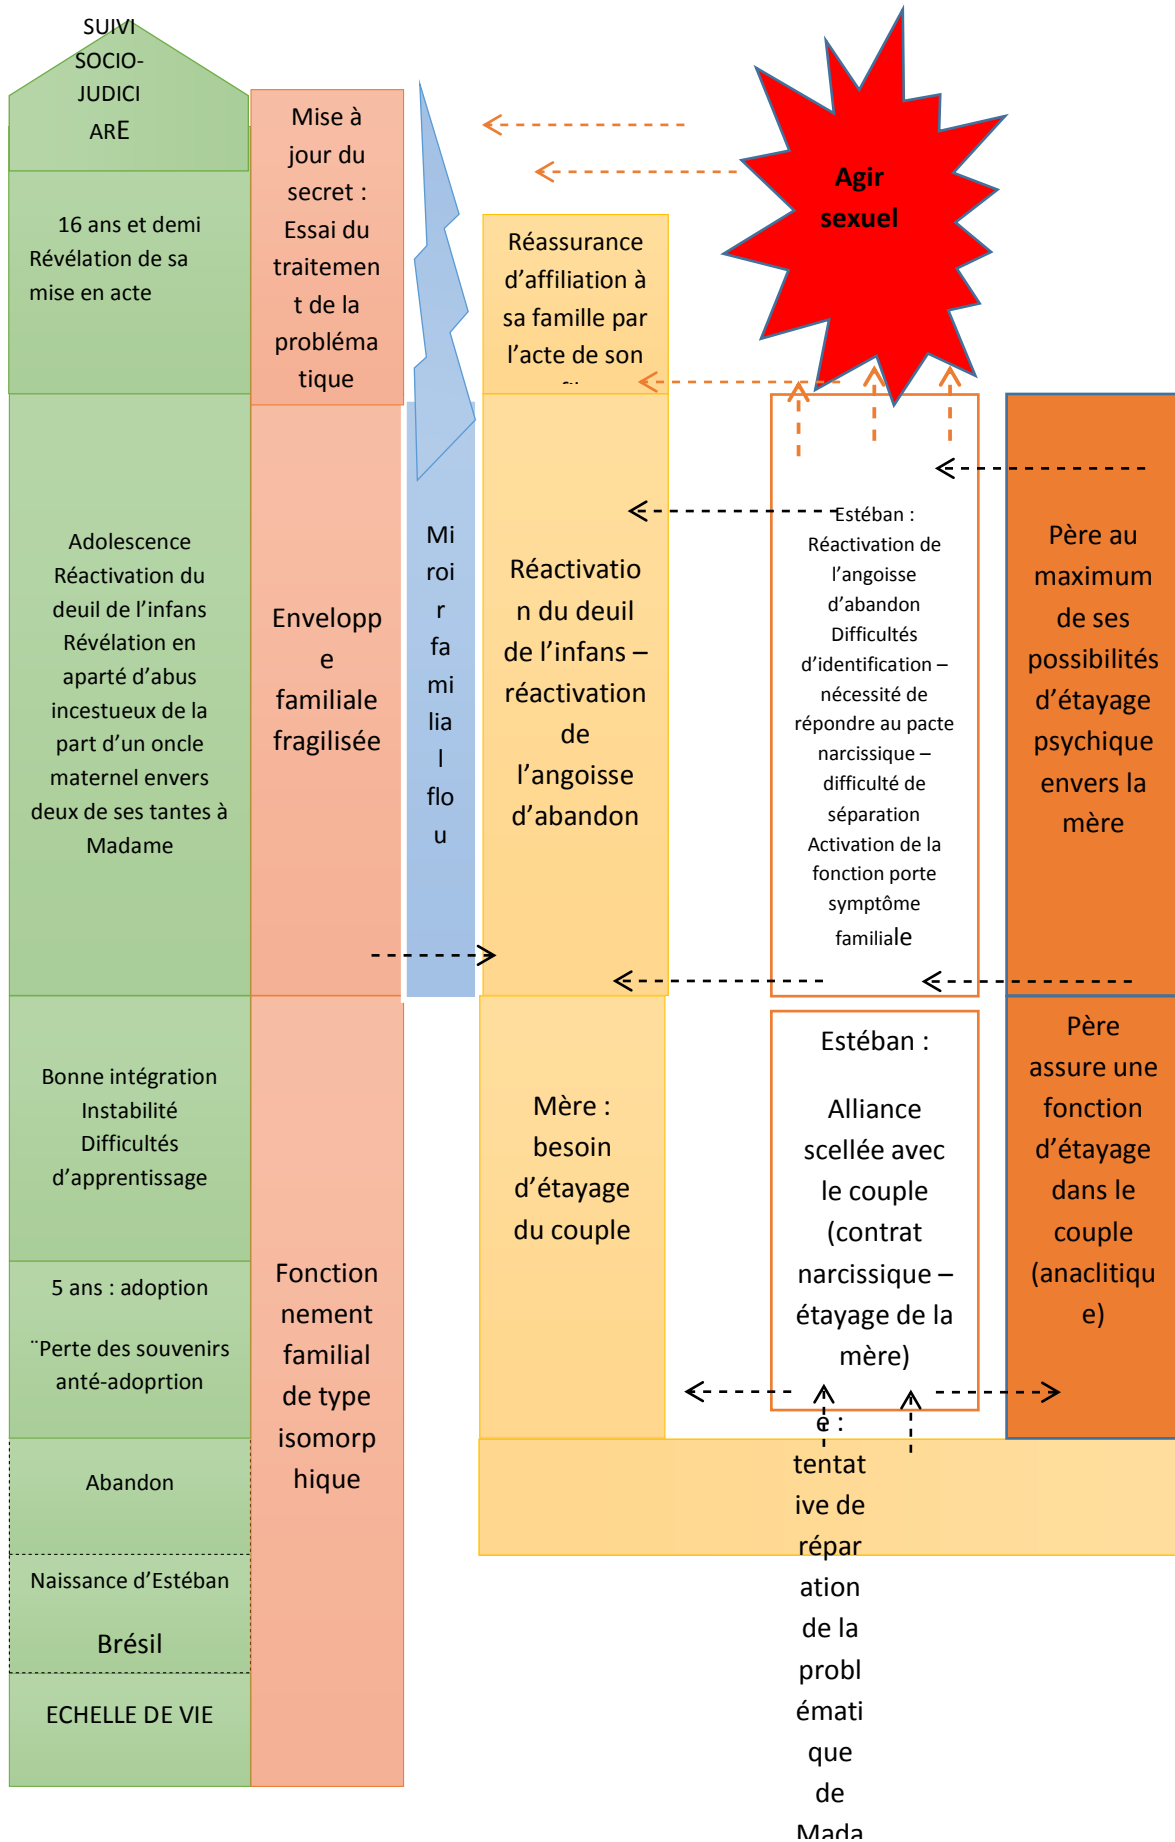 SUIVI
SOCIO-
JUDICI
ARE
16 ans et demi
Révélation de sa
mise en acte
Adolescence
Réactivation du
deuil de l’infans
Révélation en
aparté d’abus
incestueux de la
part d’un oncle
maternel envers
deux de ses tantes à
Madame
Bonne intégration
Instabilité
Difficultés
d’apprentissage
5 ans : adoption
¨Perte des souvenirs
anté-adoprtion
Abandon
Naissance d’Estéban
Brésil
ECHELLE DE VIE
Mise à
jour du
secret :
Essai du
traitemen
t de la
probléma
tique
Envelopp
e
familiale
fragilisée
Fonction
nement
familial
de type
isomorp
hique
Mi
roi
r
fa
mi
lia
l
flo
u
Réassurance
d’affiliation à
sa famille par
l’acte de son
Réactivatio
n du deuil
de l’infans –
réactivation
de
l’angoisse
d’abandon
Mère :
besoin
d’étayage
du couple
Agir
sexuel
Estéban :
Réactivation de
l’angoisse
d’abandon
Difficultés
d’identification –
nécessité de
répondre au pacte
narcissique –
difficulté de
séparation
Activation de la
fonction porte
symptôme
familiale
Estéban :
Alliance
scellée avec
le couple
(contrat
narcissique –
étayage de la
mère)
e :
tentat
ive de
répar
ation
de la
probl
émati
que
de
Mada
Père au
maximum
de ses
possibilités
d’étayage
psychique
envers la
mère
Père
assure une
fonction
d’étayage
dans le
couple
(anaclitiqu
e)